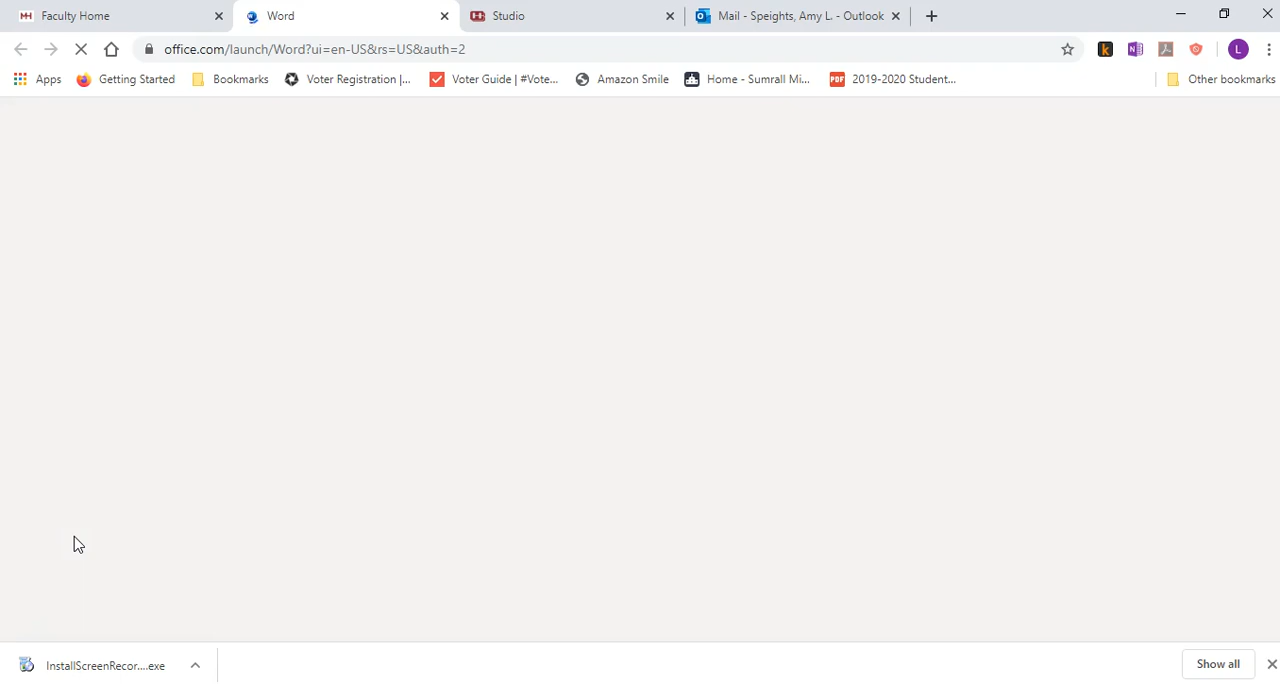 Faculty Home
Word
Studio
Mail - Speights, Amy L. - Outlook
office.com/launch/Word?ui=en-US&rs=US&auth=2
k
N
L
Apps
Getting Started
Bookmarks
Voter Registration |...
Voter Guide | #Vote...
Amazon Smile
Home - Sumrall Mi...
PDF
2019-2020 Student...
Other bookmarks
InstallScreenRecor....exe
Show all